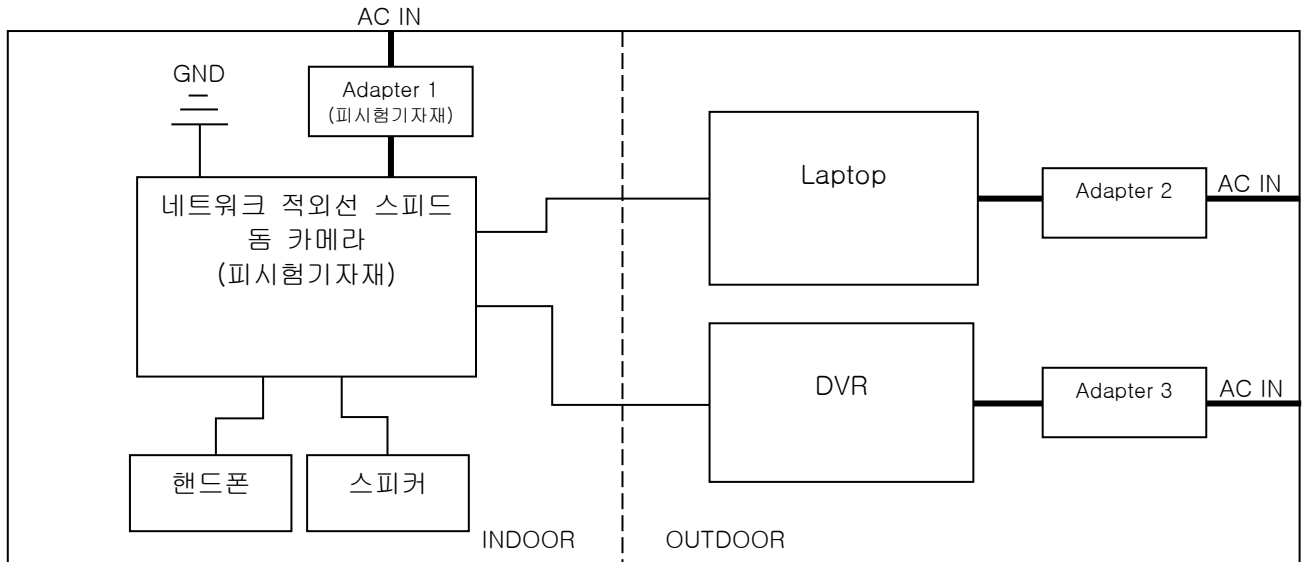 AC IN
GND
Adapter 1
(피시험기자재)
네트워크 적외선 스피드
돔 카메라
(피시험기자재)
Laptop
Adapter 2
AC IN
DVR
Adapter 3
AC IN
핸드폰
스피커
INDOOR
OUTDOOR